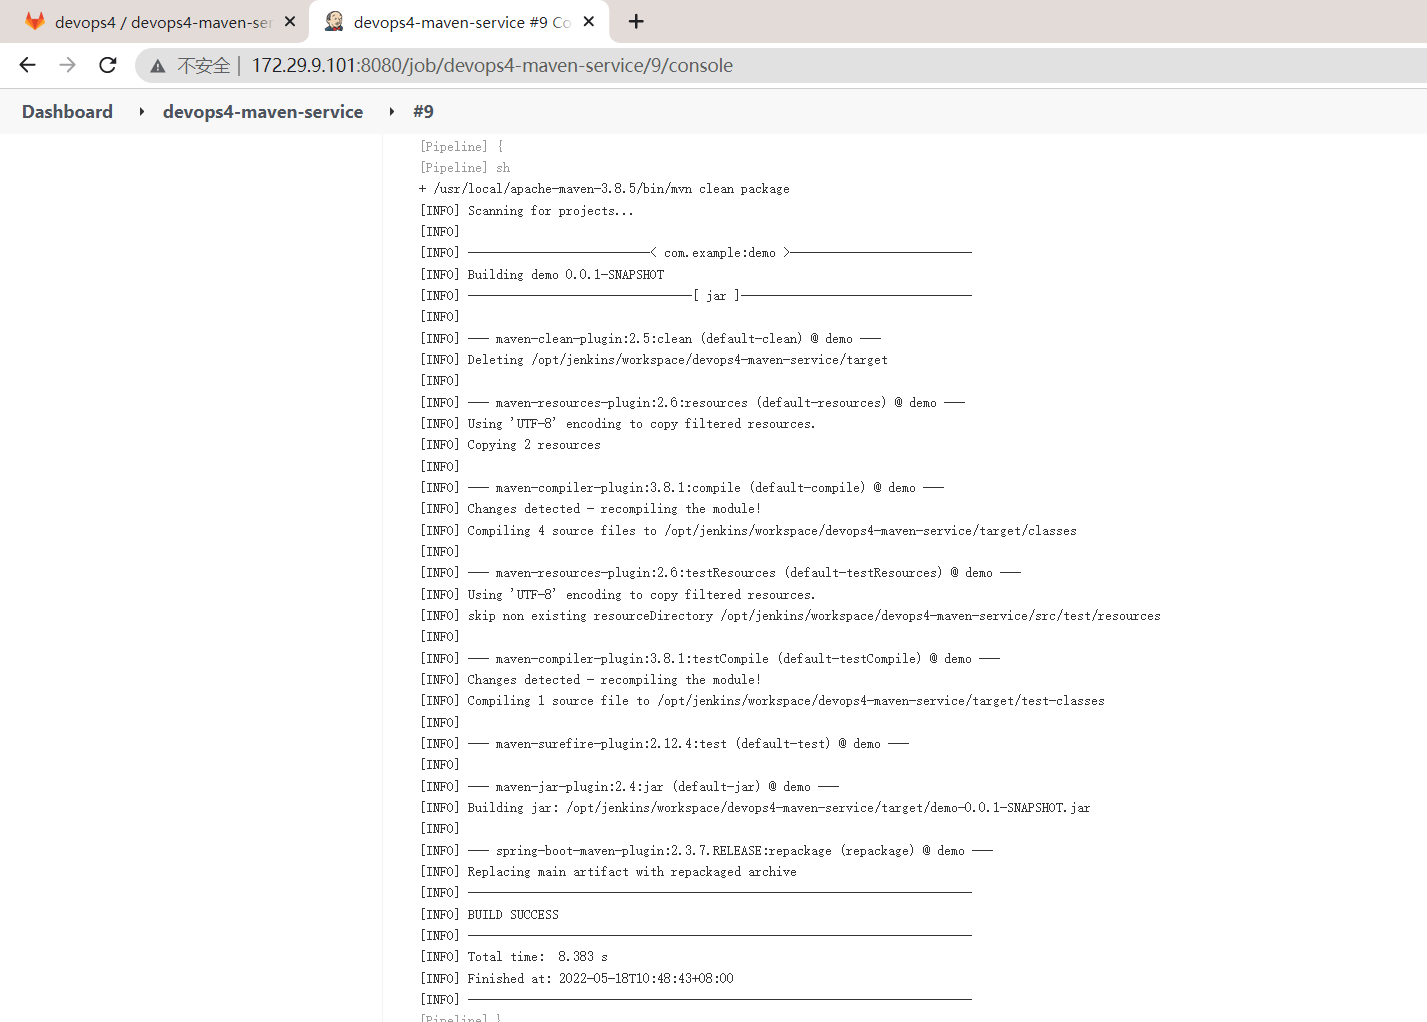 devops4 / devops4-maven-ser
devops4-maven-service #9 Co
不安全 | 172.29.9.101:8080/job/devops4-maven-service/9/console
Dashboard devops4-maven-service #9
[Pipeline] {
[Pipeline] sh
+ /usr/local/apache-maven-3.8.5/bin/mvn clean package
[INFO] Scanning for projects...
[INFO]
[INFO] --------------------------< com.example:demo >--------------------------
[INFO] Building demo 0.0.1-SNAPSHOT
[INFO] --------------------------------[ jar ]---------------------------------
[INFO]
[INFO] --- maven-clean-plugin:2.5:clean (default-clean) @ demo ---
[INFO] Deleting /opt/jenkins/workspace/devops4-maven-service/target
[INFO]
[INFO] --- maven-resources-plugin:2.6:resources (default-resources) @ demo ---
[INFO] Using 'UTF-8' encoding to copy filtered resources.
[INFO] Copying 2 resources
[INFO]
[INFO] --- maven-compiler-plugin:3.8.1:compile (default-compile) @ demo ---
[INFO] Changes detected - recompiling the module!
[INFO] Compiling 4 source files to /opt/jenkins/workspace/devops4-maven-service/target/classes
[INFO]
[INFO] --- maven-resources-plugin:2.6:testResources (default-testResources) @ demo ---
[INFO] Using 'UTF-8' encoding to copy filtered resources.
[INFO] skip non existing resourceDirectory /opt/jenkins/workspace/devops4-maven-service/src/test/resources
[INFO]
[INFO] --- maven-compiler-plugin:3.8.1:testCompile (default-testCompile) @ demo ---
[INFO] Changes detected - recompiling the module!
[INFO] Compiling 1 source file to /opt/jenkins/workspace/devops4-maven-service/target/test-classes
[INFO]
[INFO] --- maven-surefire-plugin:2.12.4:test (default-test) @ demo ---
[INFO]
[INFO] --- maven-jar-plugin:2.4:jar (default-jar) @ demo ---
[INFO] Building jar: /opt/jenkins/workspace/devops4-maven-service/target/demo-0.0.1-SNAPSHOT.jar
[INFO]
[INFO] --- spring-boot-maven-plugin:2.3.7.RELEASE:repackage (repackage) @ demo ---
[INFO] Replacing main artifact with repackaged archive
[INFO] ------------------------------------------------------------------------
[INFO] BUILD SUCCESS
[INFO] ------------------------------------------------------------------------
[INFO] Total time:  8.383 s
[INFO] Finished at: 2022-05-18T10:48:43+08:00
[INFO] ------------------------------------------------------------------------
[Pipeline] }